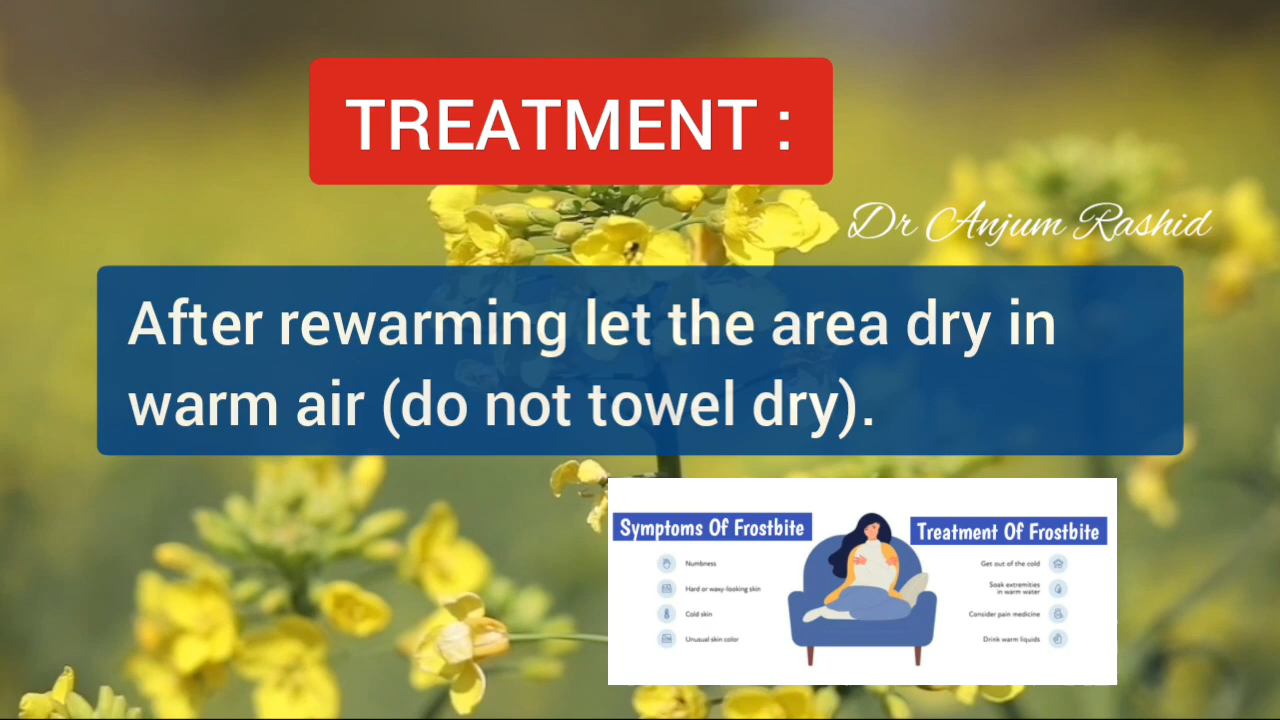 TREATMENT :
Dr Anjum Rashid
After rewarming let the area dry in
warm air (do not towel dry).
Symptoms Of Frostbite
Numbness
Hard or waxy-looking skin
Cold skin
Unusual skin color
Treatment Of Frostbite
Get out of the cold
Soak extremities
in warm water
Consider pain medicine
Drink warm liquids